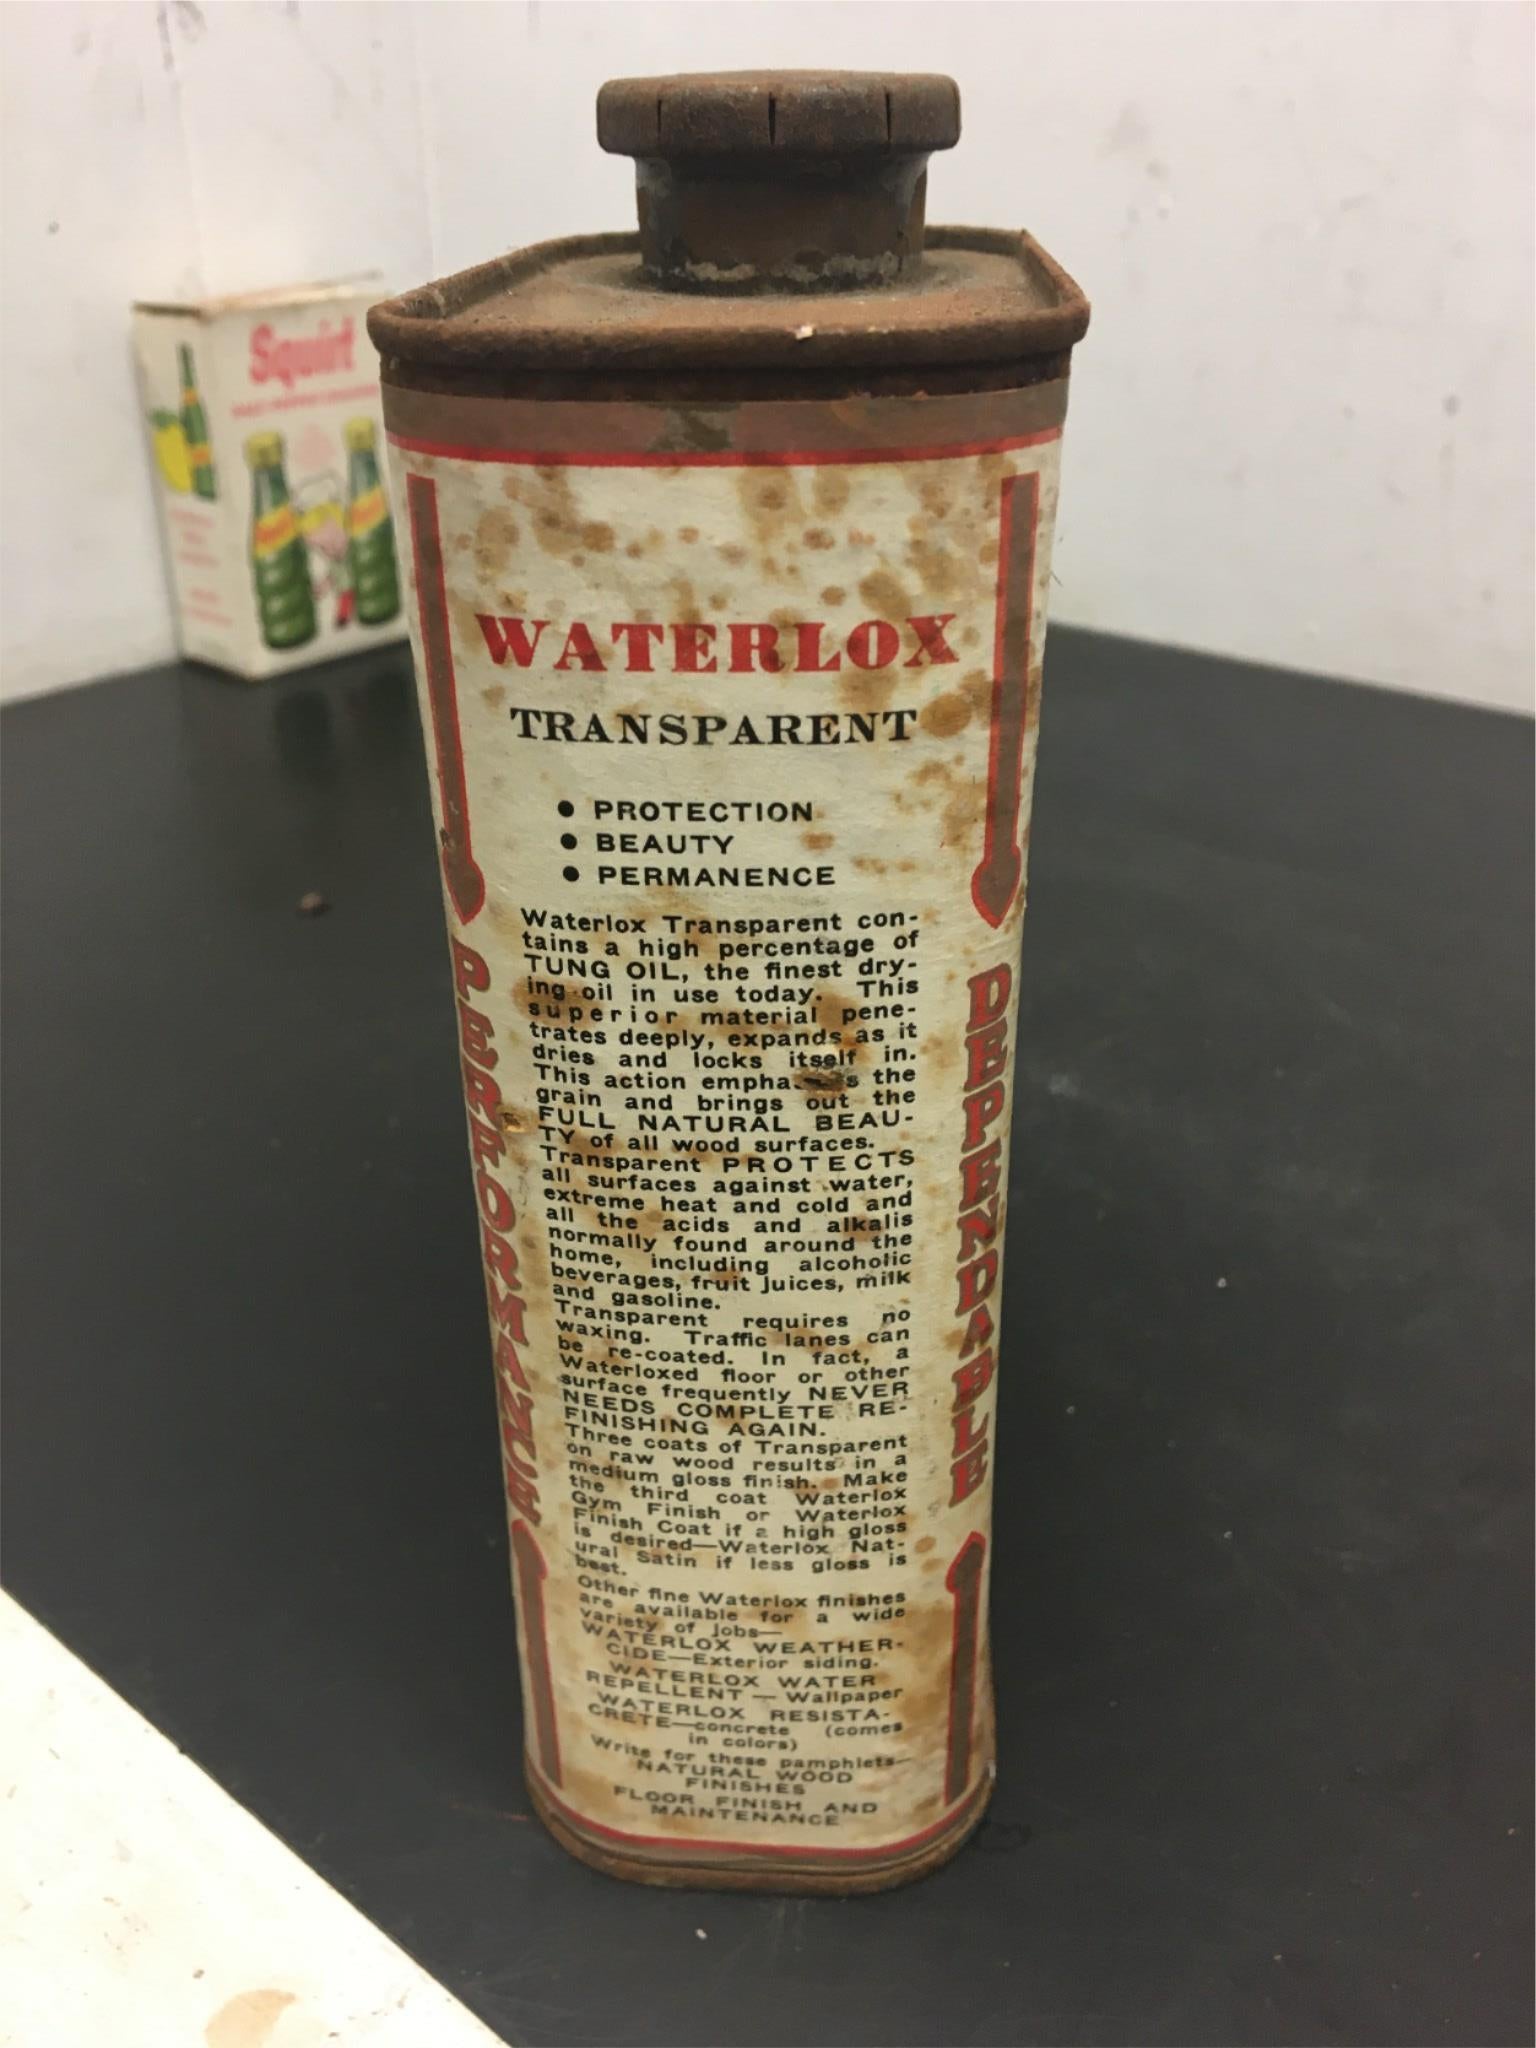 Squirt
WATERLOX
TRANSPARENT
• PROTECTION
• BEAUTY
• PERMANENCE
Waterlox Transparent con-
tains a high percentage of
TUNG OIL, the finest dry-
ing oil in use today. This
superior material pene-
trates deeply, expands as it
dries and locks itself in.
This action the
grain and brings out the
FULL NATURAL BEAU-
TY of all wood surfaces.
Transparent PROTECTS
all surfaces against water,
extreme heat and cold and
all the acids and alkalis
normally found around the
home, including alcoholic
beverages, fruit juices, milk
and gasoline.
Transparent requires no
waxing. Traffic lanes can
be re-coated. In fact, a
Waterloxed floor or other
surface frequently NEVER
NEEDS COMPLETE RE-
FINISHING AGAIN.
Three coats of Transparent
on raw wood results in a
medium gloss finish. Make
the third coat Waterlox
Gym Finish or Waterlox
Finish Coat if a high gloss
is desired—Waterlox Nat-
ural Satin if less gloss is
best.
Other fine Waterlox finishes
are available for a wide
variety of jobs—
WATERLOX WEATHER-
CIDE—Exterior siding.
WATERLOX WATER
REPELLENT — Wallpaper
WATERLOX RESISTA-
CRETE—concrete (comes
in colors)
Write for these pamphlets—
NATURAL WOOD
FINISHES
FLOOR FINISH AND
MAINTENANCE
PERFORMANCE
DEPENDABLE